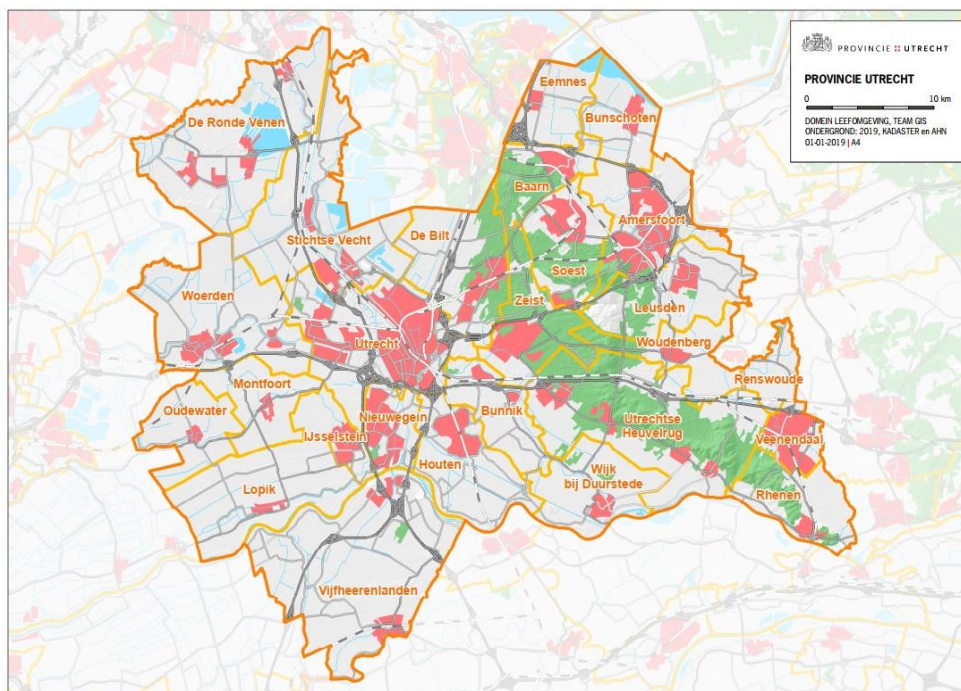 PROVINCIE UTRECHT
PROVINCIE UTRECHT
0 10 km
DOMEIN LEEFOMGEVING, TEAM GIS
ONDERGROND: 2019, KADASTER en AHN
01-01-2019 | A4
Eemnes
Bunschoten
De Ronde Venen
Baarn
Amersfoort
De Bilt
Stichtse Vecht
Soest
Woerden
Zeist
Leusden
Utrecht
Woudenberg
Renswoude
Montfoort
Oudewater
Nieuwegein
Bunnik
Utrechtse
Heuvelrug
IJsselstein
Veenendaal
Houten
Wijk
bij Duurstede
Lopik
Rhenen
Vijfheerenlanden